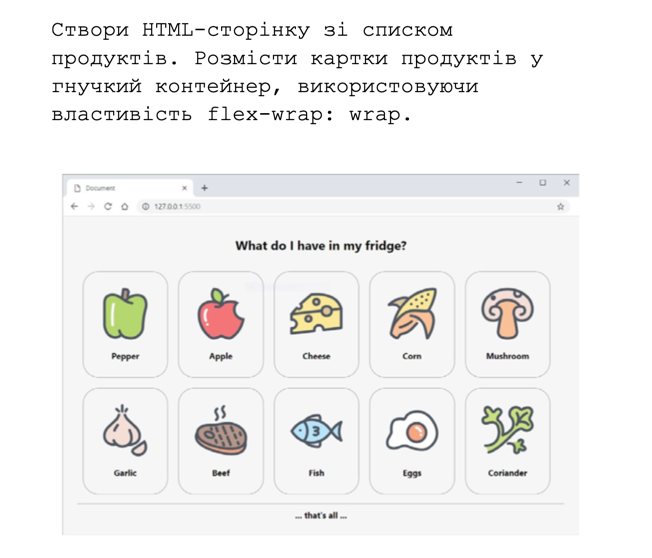 Створи HTML-сторінку зі списком
продуктів. Розмісти картки продуктів у
гнучкий контейнер, використовуючи
властивість flex-wrap: wrap.
Document
127.0.0.1:5500
What do I have in my fridge?
Pepper Apple Cheese Corn Mushroom
Garlic Beef Fish Eggs Coriander
... that's all ...